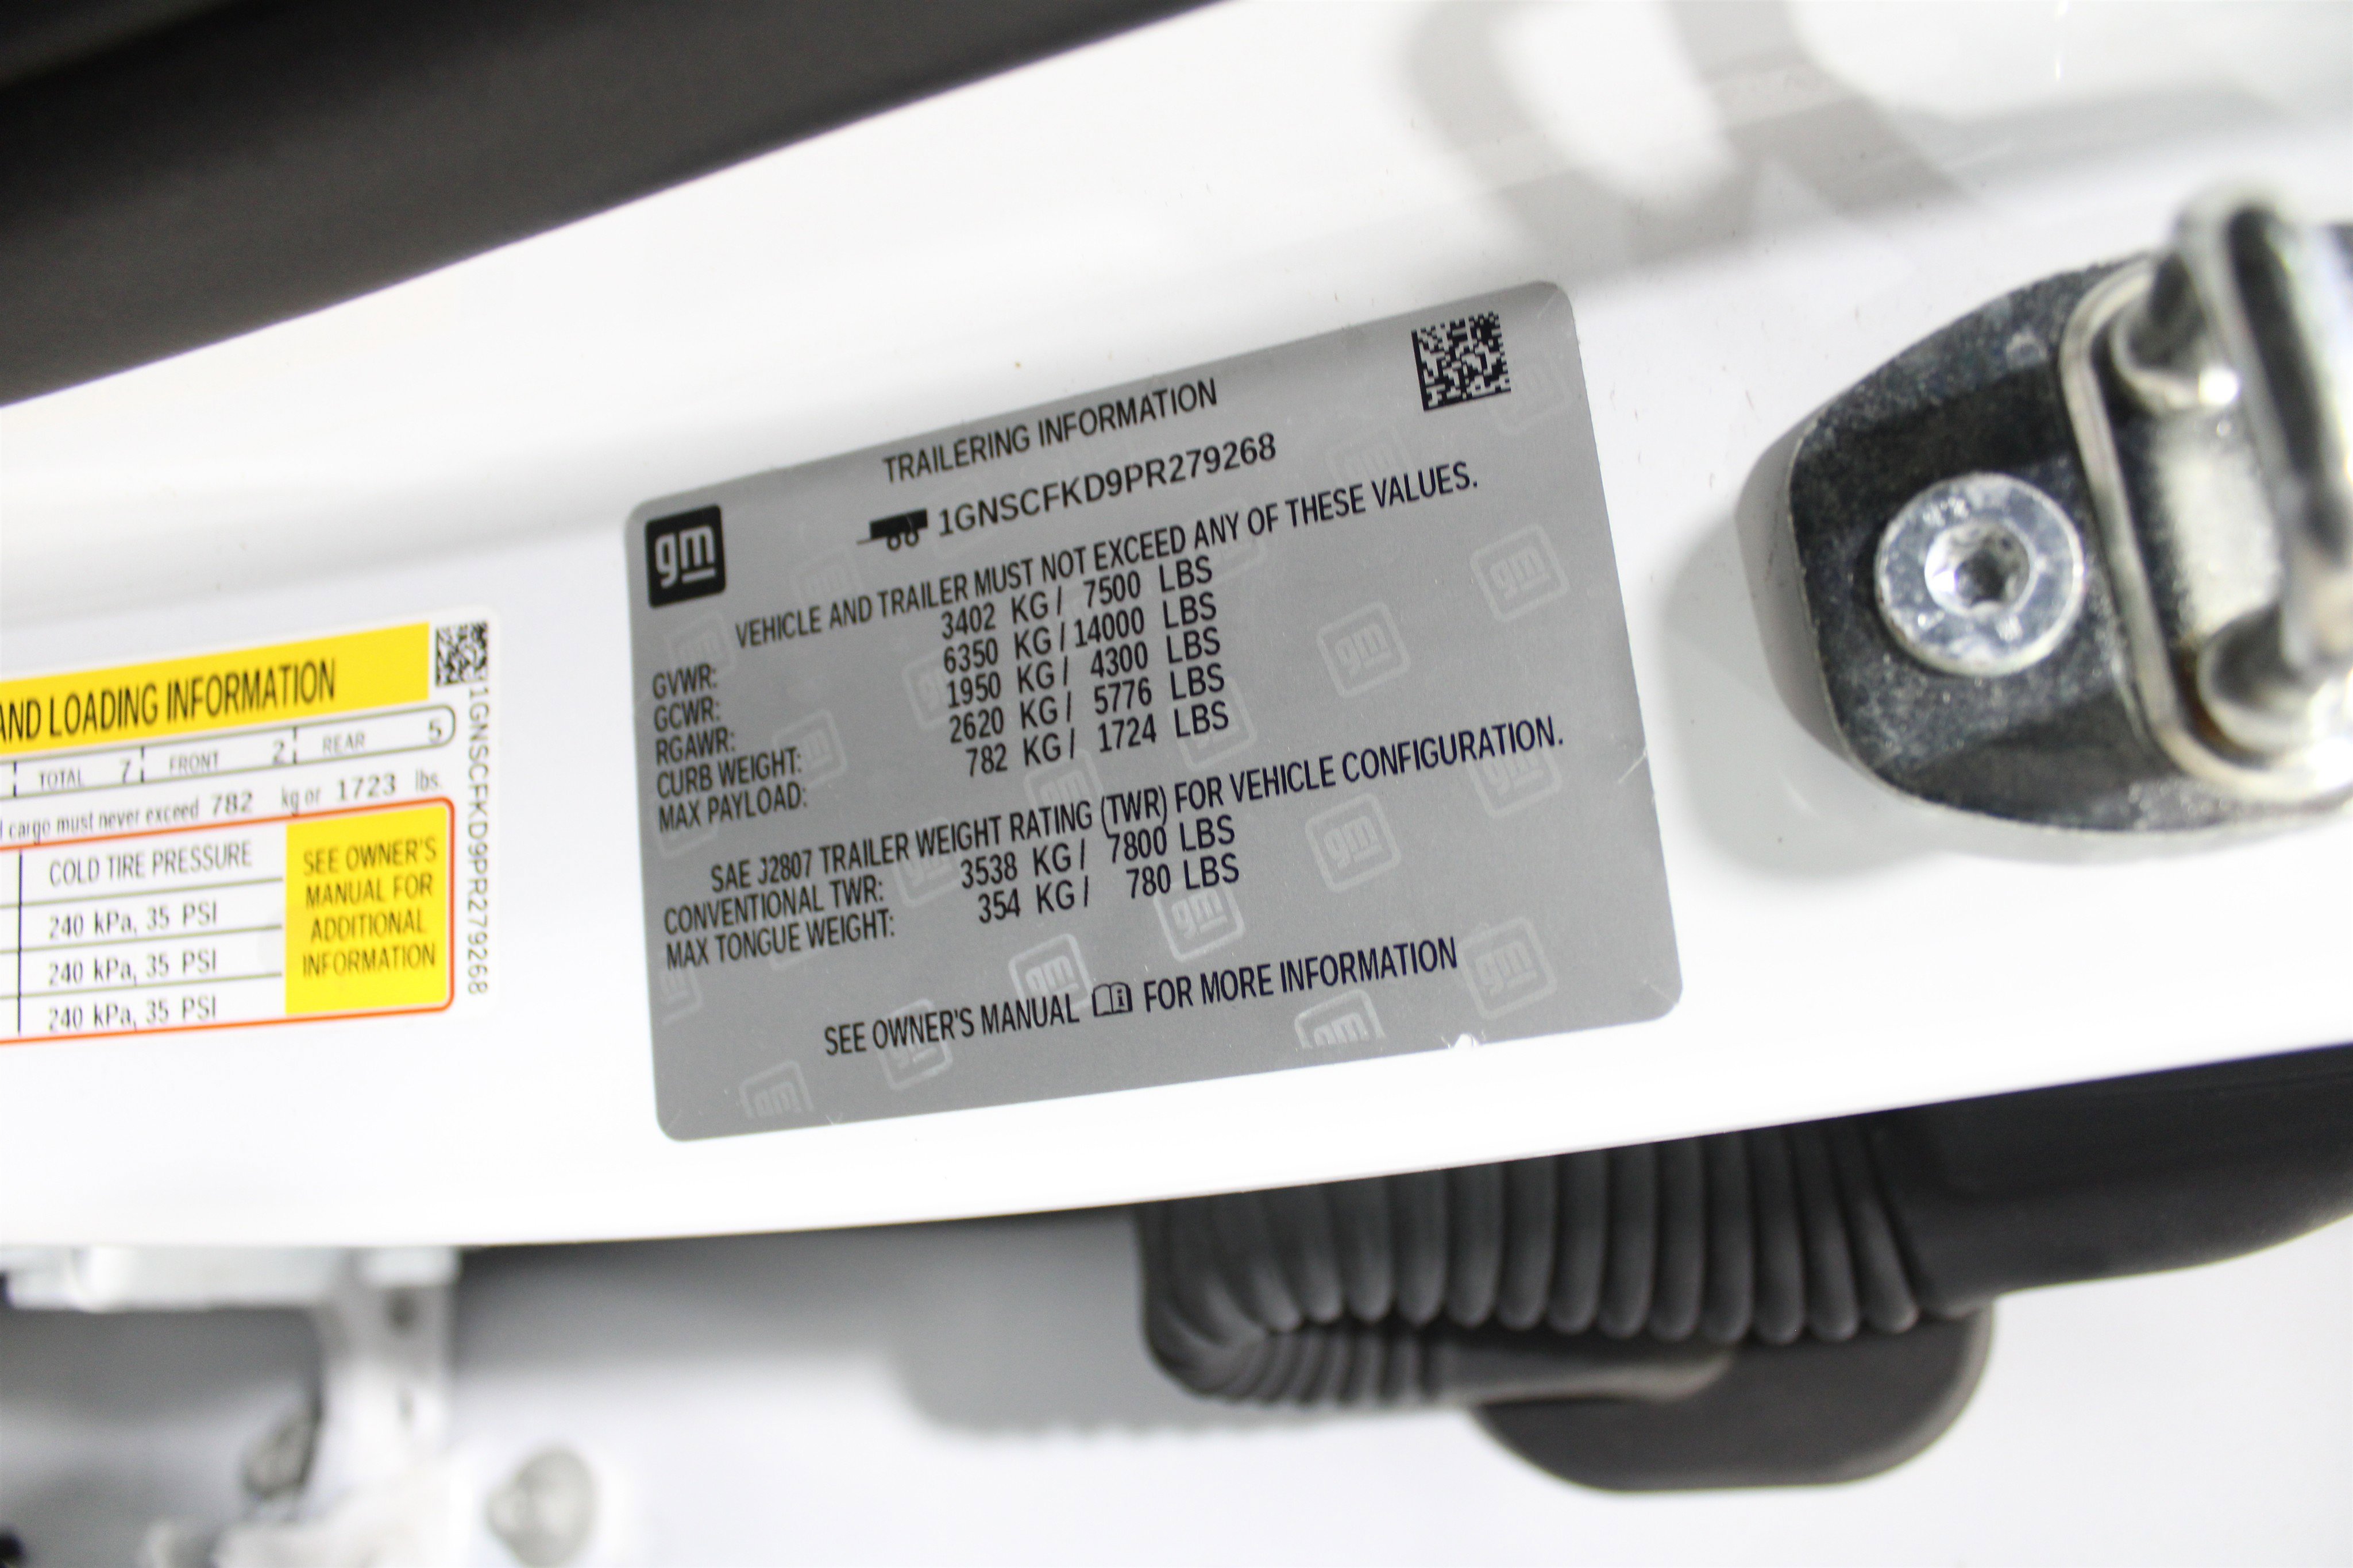 AND LOADING INFORMATION
TOTAL 7 FRONT 2 REAR 5
cargo must never exceed 782 kg or 1723 lbs.
COLD TIRE PRESSURE
240 kPa, 35 PSI
240 kPa, 35 PSI
240 kPa, 35 PSI
SEE OWNER'S
MANUAL FOR
ADDITIONAL
INFORMATION
1GNSCFKD9PR279268
gm
TRAILERING INFORMATION
1GNSCFKD9PR279268
VEHICLE AND TRAILER MUST NOT EXCEED ANY OF THESE VALUES.
GVWR: 3402 KG / 7500 LBS
GCWR: 6350 KG / 14000 LBS
RGAWR: 1950 KG / 4300 LBS
CURB WEIGHT: 2620 KG / 5776 LBS
MAX PAYLOAD: 782 KG / 1724 LBS
SAE J2807 TRAILER WEIGHT RATING (TWR) FOR VEHICLE CONFIGURATION.
CONVENTIONAL TWR: 3538 KG / 7800 LBS
MAX TONGUE WEIGHT: 354 KG / 780 LBS
SEE OWNER'S MANUAL FOR MORE INFORMATION